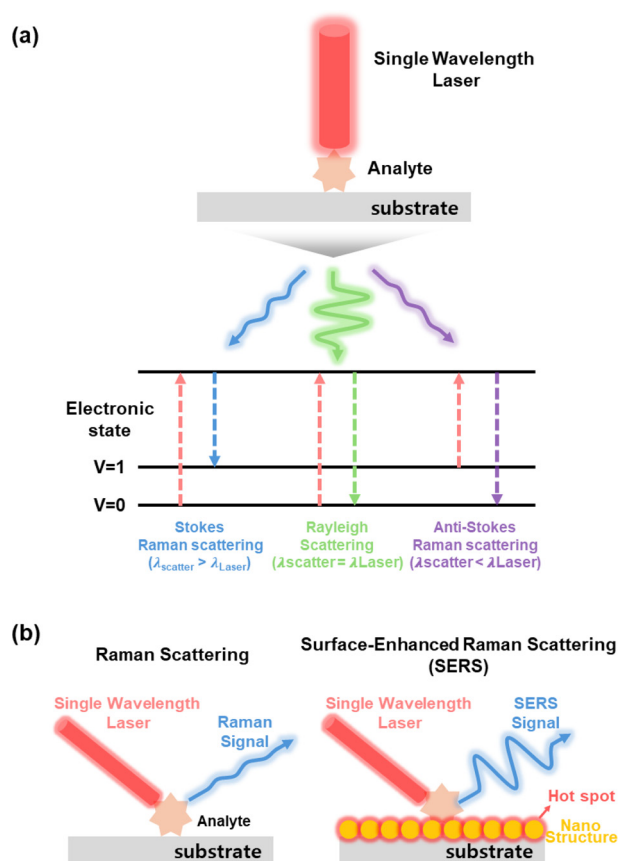 (a)
Single Wavelength
Laser
Analyte
substrate
Electronic
state
V=1
V=0
Stokes
Raman scattering
(λscatter > λLaser)
Rayleigh
Scattering
(λscatter = λLaser)
Anti-Stokes
Raman scattering
(λscatter < λLaser)
(b)
Raman Scattering
Single Wavelength
Laser
Raman
Signal
Analyte
substrate
Surface-Enhanced Raman Scattering
(SERS)
Single Wavelength
Laser
SERS
Signal
Hot spot
Nano
Structure
substrate